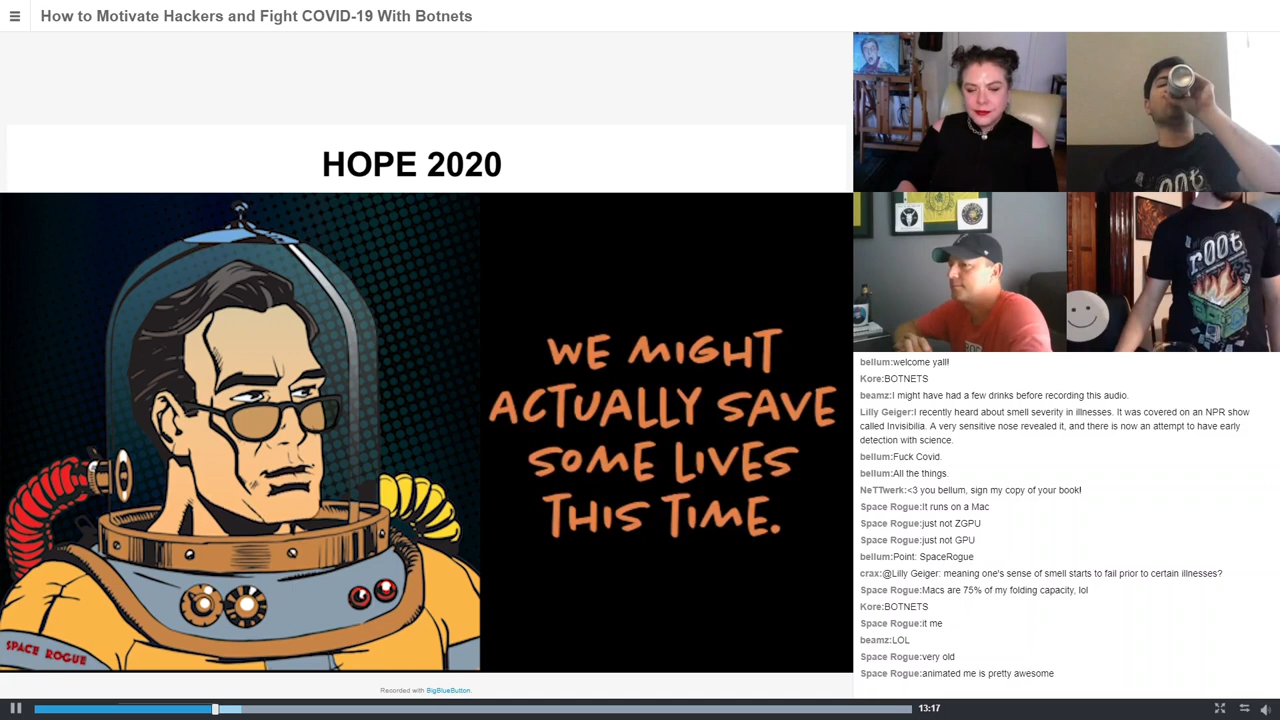 How to Motivate Hackers and Fight COVID-19 With Botnets
HOPE 2020
WE MIGHT
ACTUALLY SAVE
SOME LIVES
THIS TIME.
SPACE ROGUE
Recorded with BigBlueButton.
r00t
bellum:welcome yall!
Kore:BOTNETS
beamz:I might have had a few drinks before recording this audio.
Lilly Geiger:I recently heard about smell severity in illnesses. It was covered on an NPR show
called Invisibilia. A very sensitive nose revealed it, and there is now an attempt to have early
detection with science.
bellum:Fuck Covid.
bellum:All the things.
NeTTwerk:<3 you bellum, sign my copy of your book!
Space Rogue:It runs on a Mac
Space Rogue:just not ZGPU
Space Rogue:just not GPU
bellum:Point: SpaceRogue
crax:@Lilly Geiger: meaning one's sense of smell starts to fail prior to certain illnesses?
Space Rogue:Macs are 75% of my folding capacity, lol
Kore:BOTNETS
Space Rogue:it me
beamz:LOL
Space Rogue:very old
Space Rogue:animated me is pretty awesome
13:17